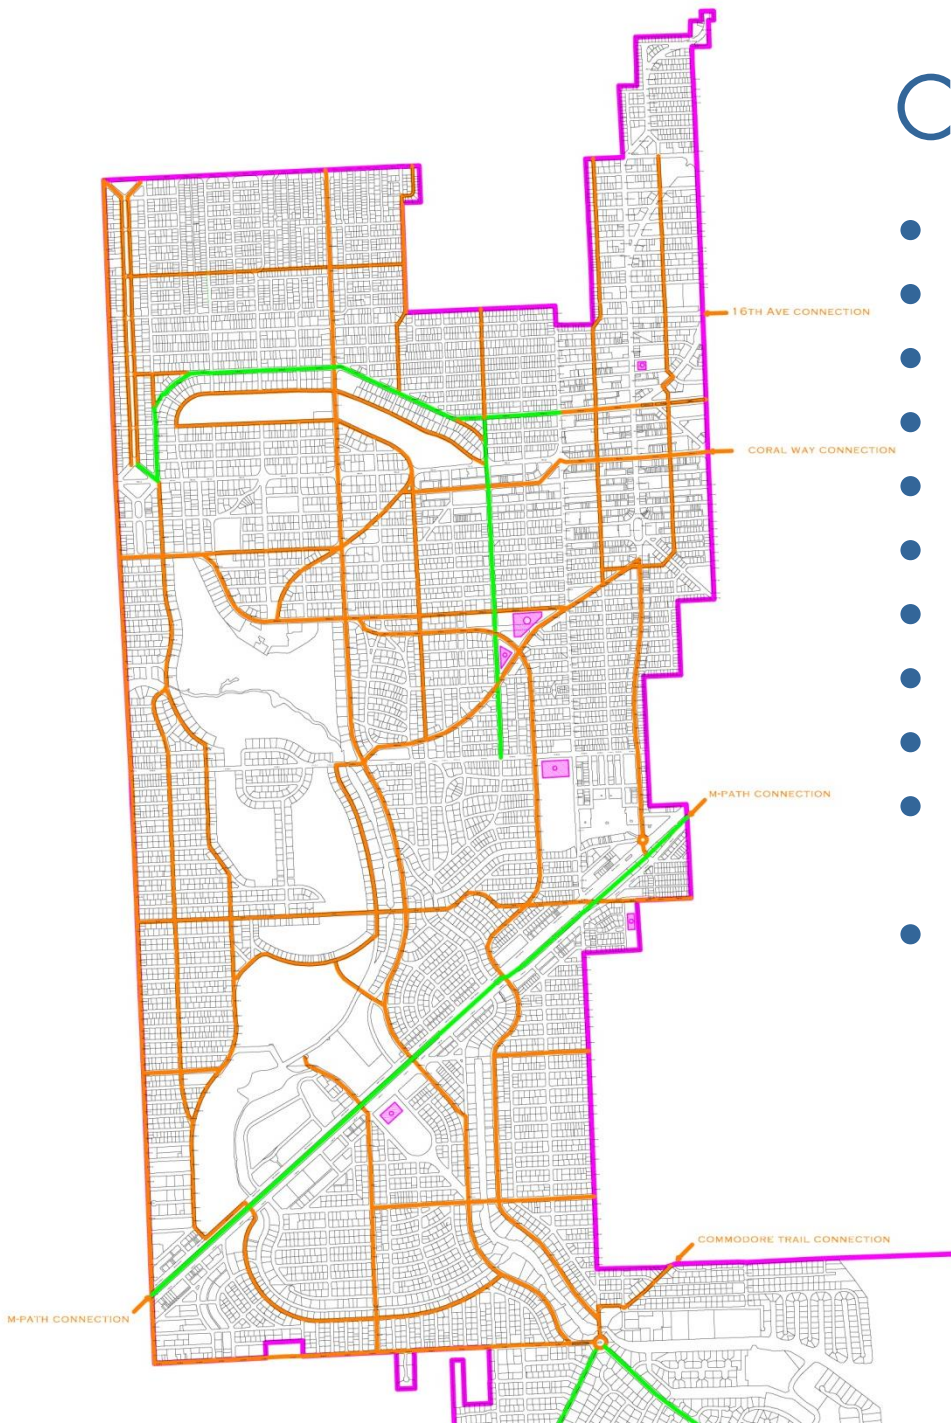 C
16TH AVE CONNECTION
CORAL WAY CONNECTION
M-PATH CONNECTION
COMMODORE TRAIL CONNECTION
M-PATH CONNECTION